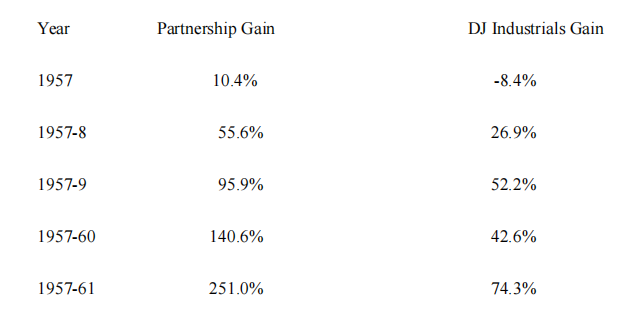 Year Partnership Gain DJ Industrials Gain
1957 10.4% -8.4%
1957-8 55.6% 26.9%
1957-9 95.9% 52.2%
1957-60 140.6% 42.6%
1957-61 251.0% 74.3%